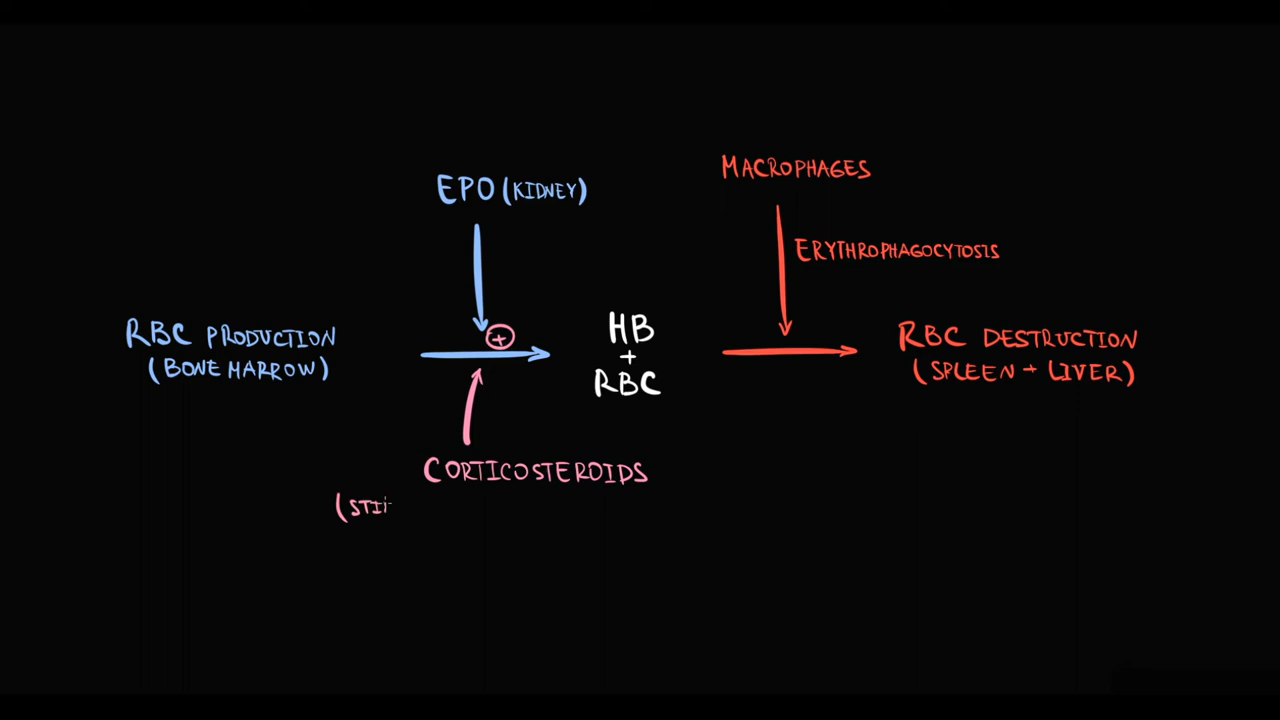 MACROPHAGES
EPO (KIDNEY)
ERYTHROPHAGOCYTOSIS
RBC PRODUCTION
(BONE MARROW)
+
HB
+
RBC
RBC DESTRUCTION
(SPLEEN + LIVER)
CORTICOSTEROIDS